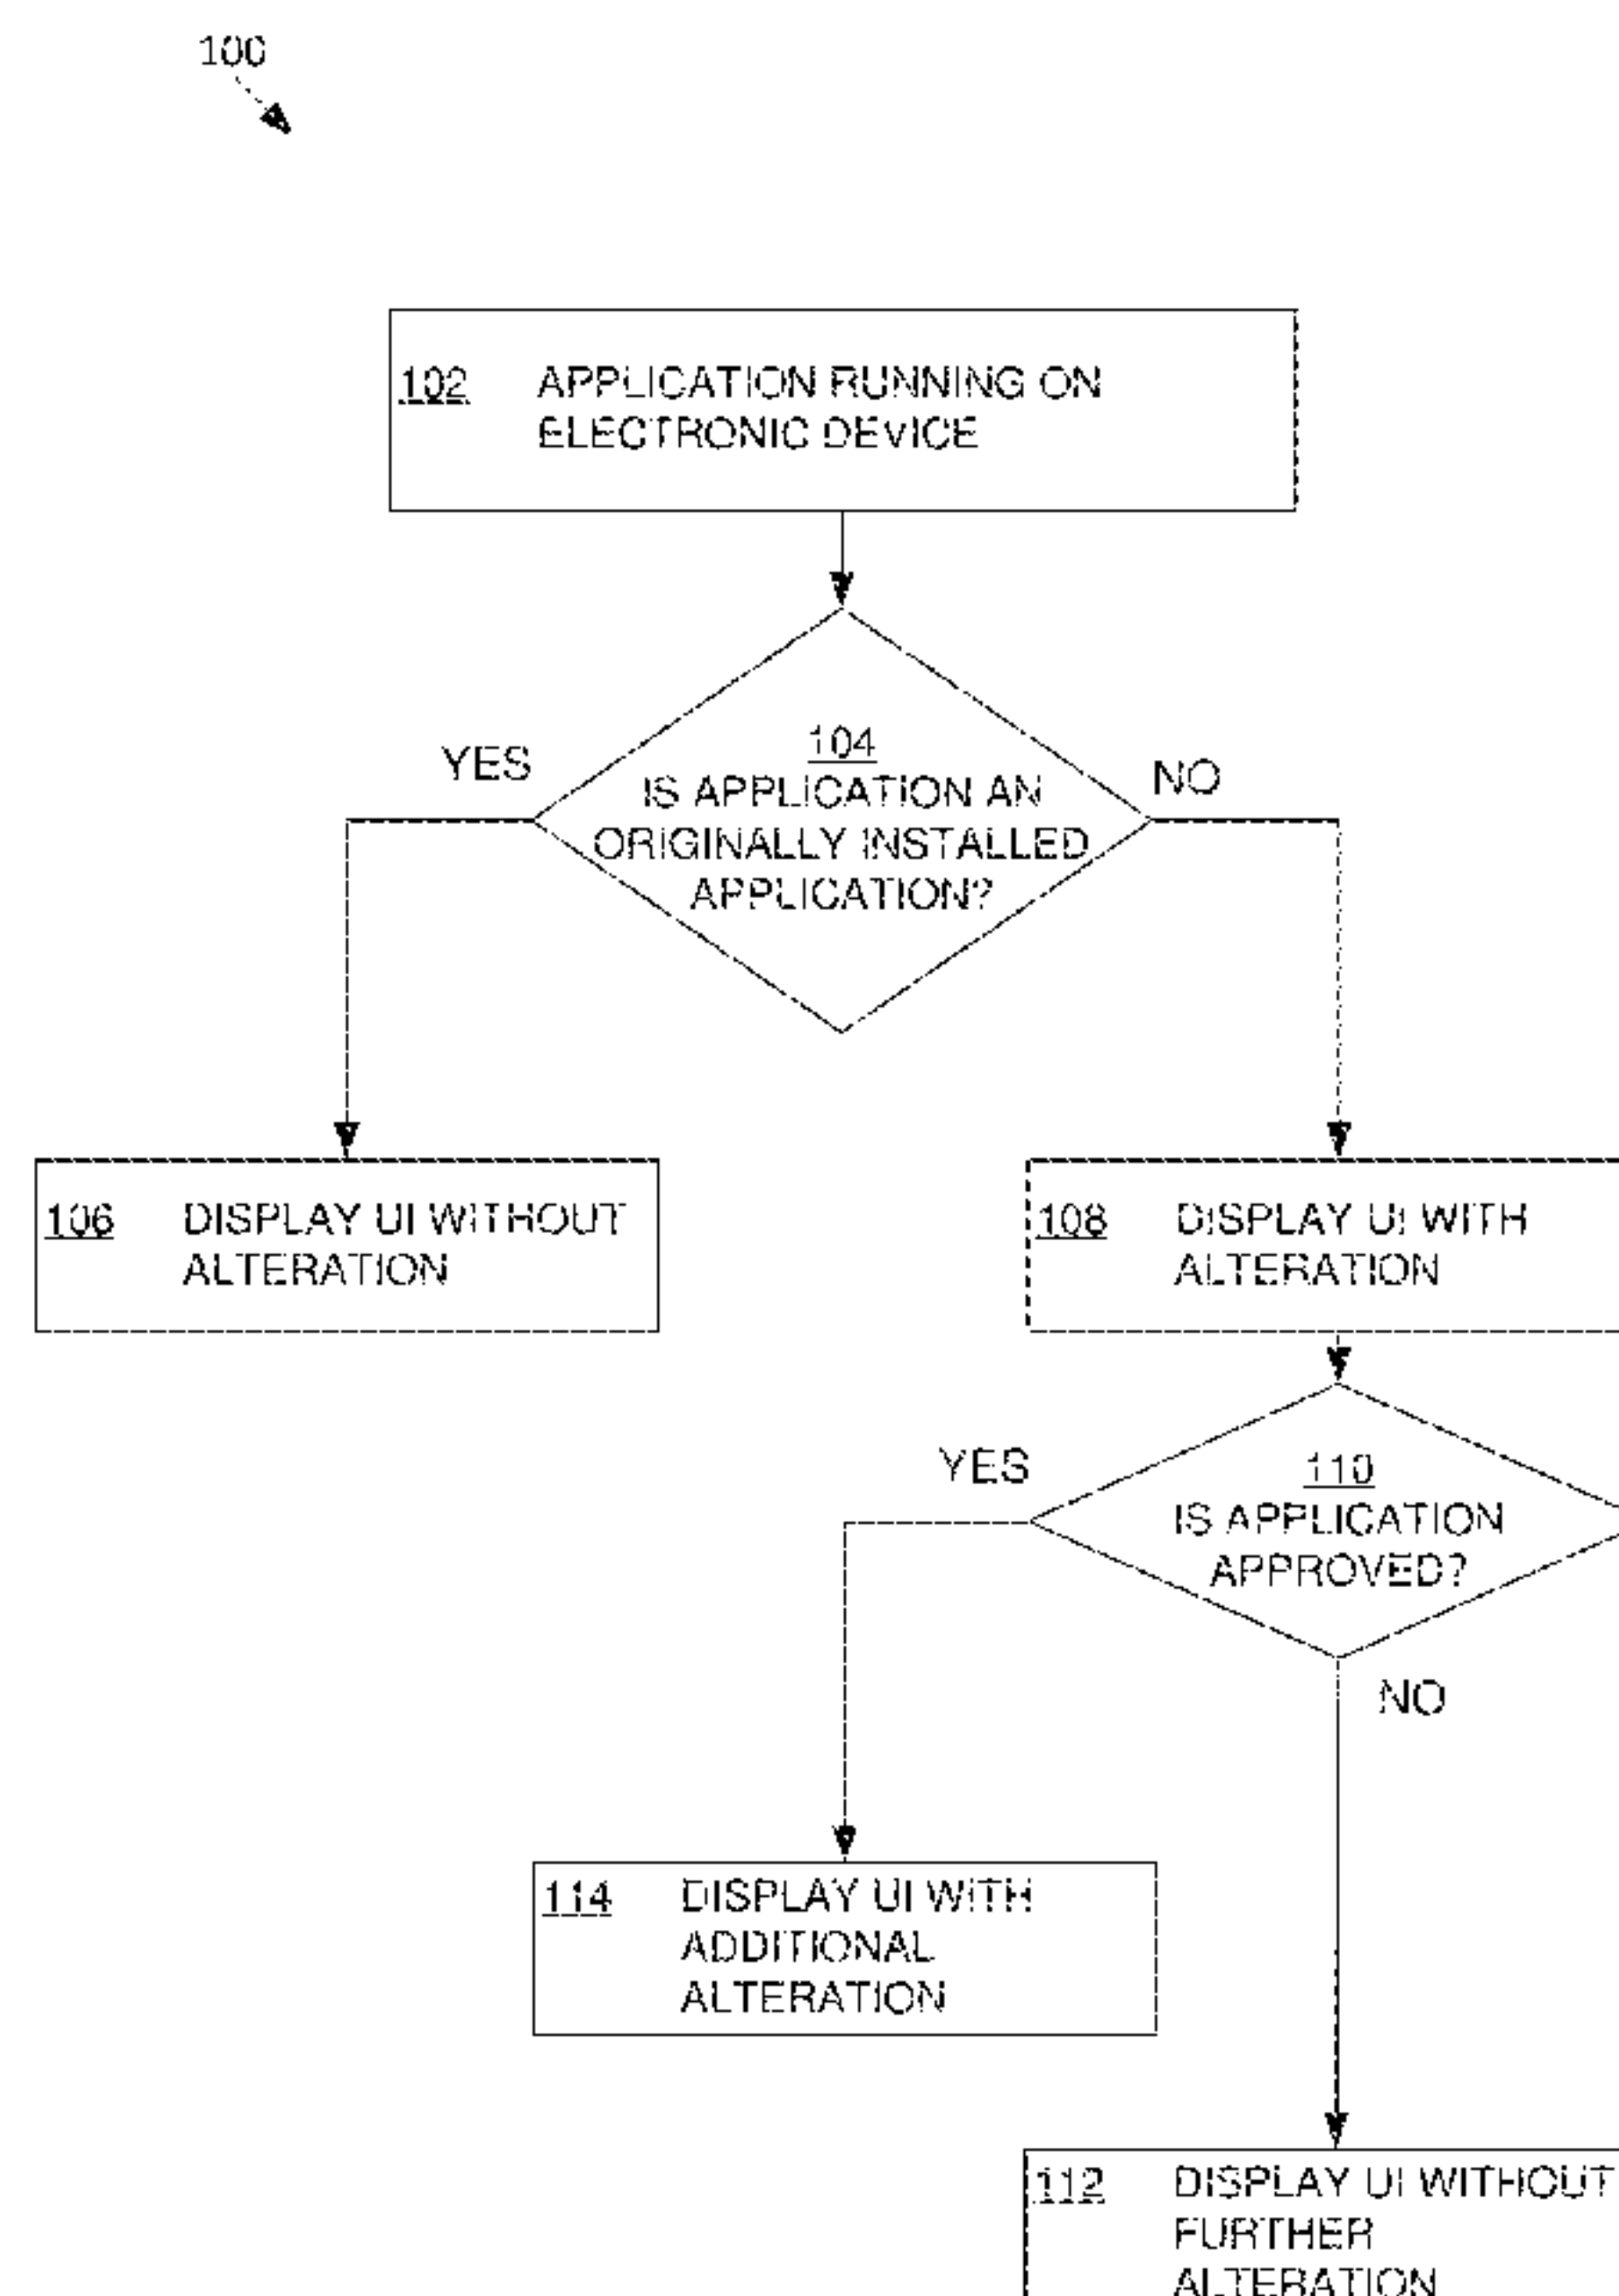 100
102 APPLICATION RUNNING ON
ELECTRONIC DEVICE
104
IS APPLICATION AN
ORIGINALLY INSTALLED
APPLICATION?
YES
NO
106 DISPLAY UI WITHOUT
ALTERATION
108 DISPLAY UI WITH
ALTERATION
110
IS APPLICATION
APPROVED?
YES
NO
114 DISPLAY UI WITH
ADDITIONAL
ALTERATION
112 DISPLAY UI WITHOUT
FURTHER
ALTERATION